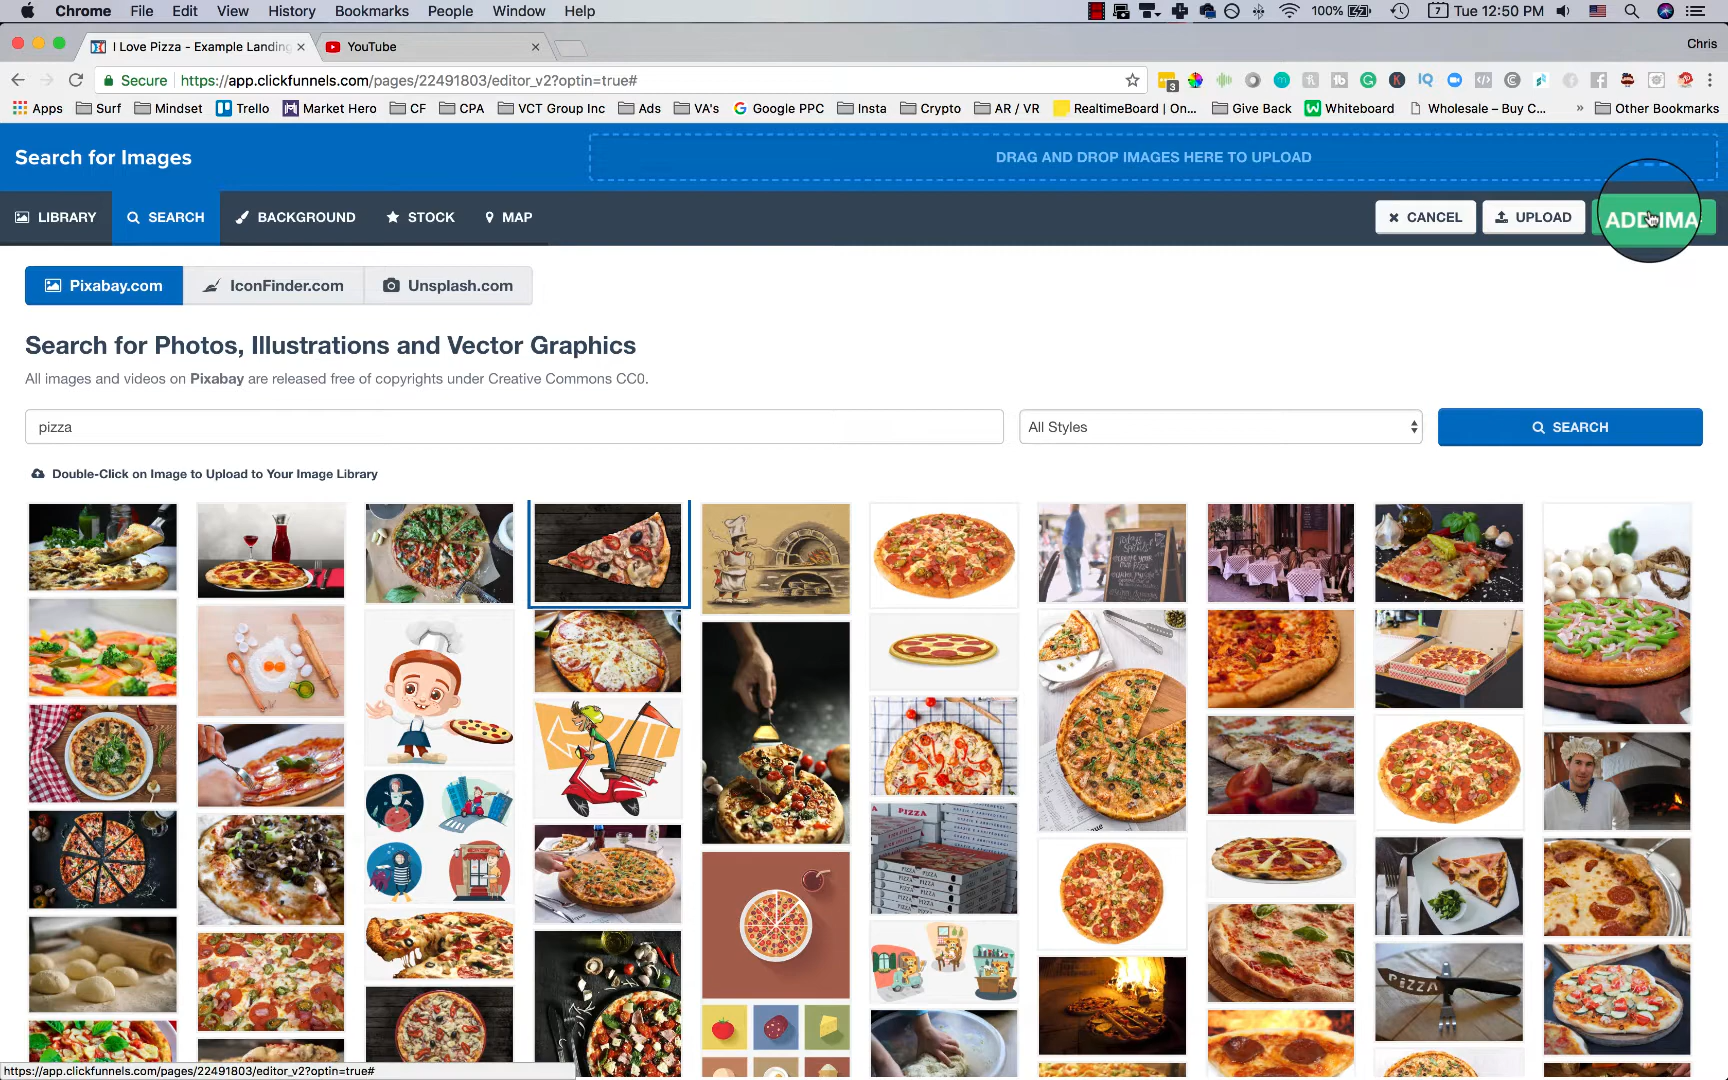 Chrome File Edit View History Bookmarks People Window Help 100% 7 Tue 12:50 PM
I Love Pizza - Example Landing YouTube Chris
Secure https://app.clickfunnels.com/pages/22491803/editor_v2?optin=true# 3
Apps Surf Mindset Trello Market Hero CF CPA VCT Group Inc Ads VA's Google PPC Insta Crypto AR / VR RealtimeBoard | On... Give Back Whiteboard Wholesale – Buy C... » Other Bookmarks
Search for Images DRAG AND DROP IMAGES HERE TO UPLOAD
LIBRARY SEARCH BACKGROUND STOCK MAP CANCEL UPLOAD ADD IMA
Pixabay.com IconFinder.com Unsplash.com
Search for Photos, Illustrations and Vector Graphics
All images and videos on Pixabay are released free of copyrights under Creative Commons CC0.
pizza All Styles SEARCH
Double-Click on Image to Upload to Your Image Library
PIZZA
PIZZA
https://app.clickfunnels.com/pages/22491803/editor_v2?optin=true#